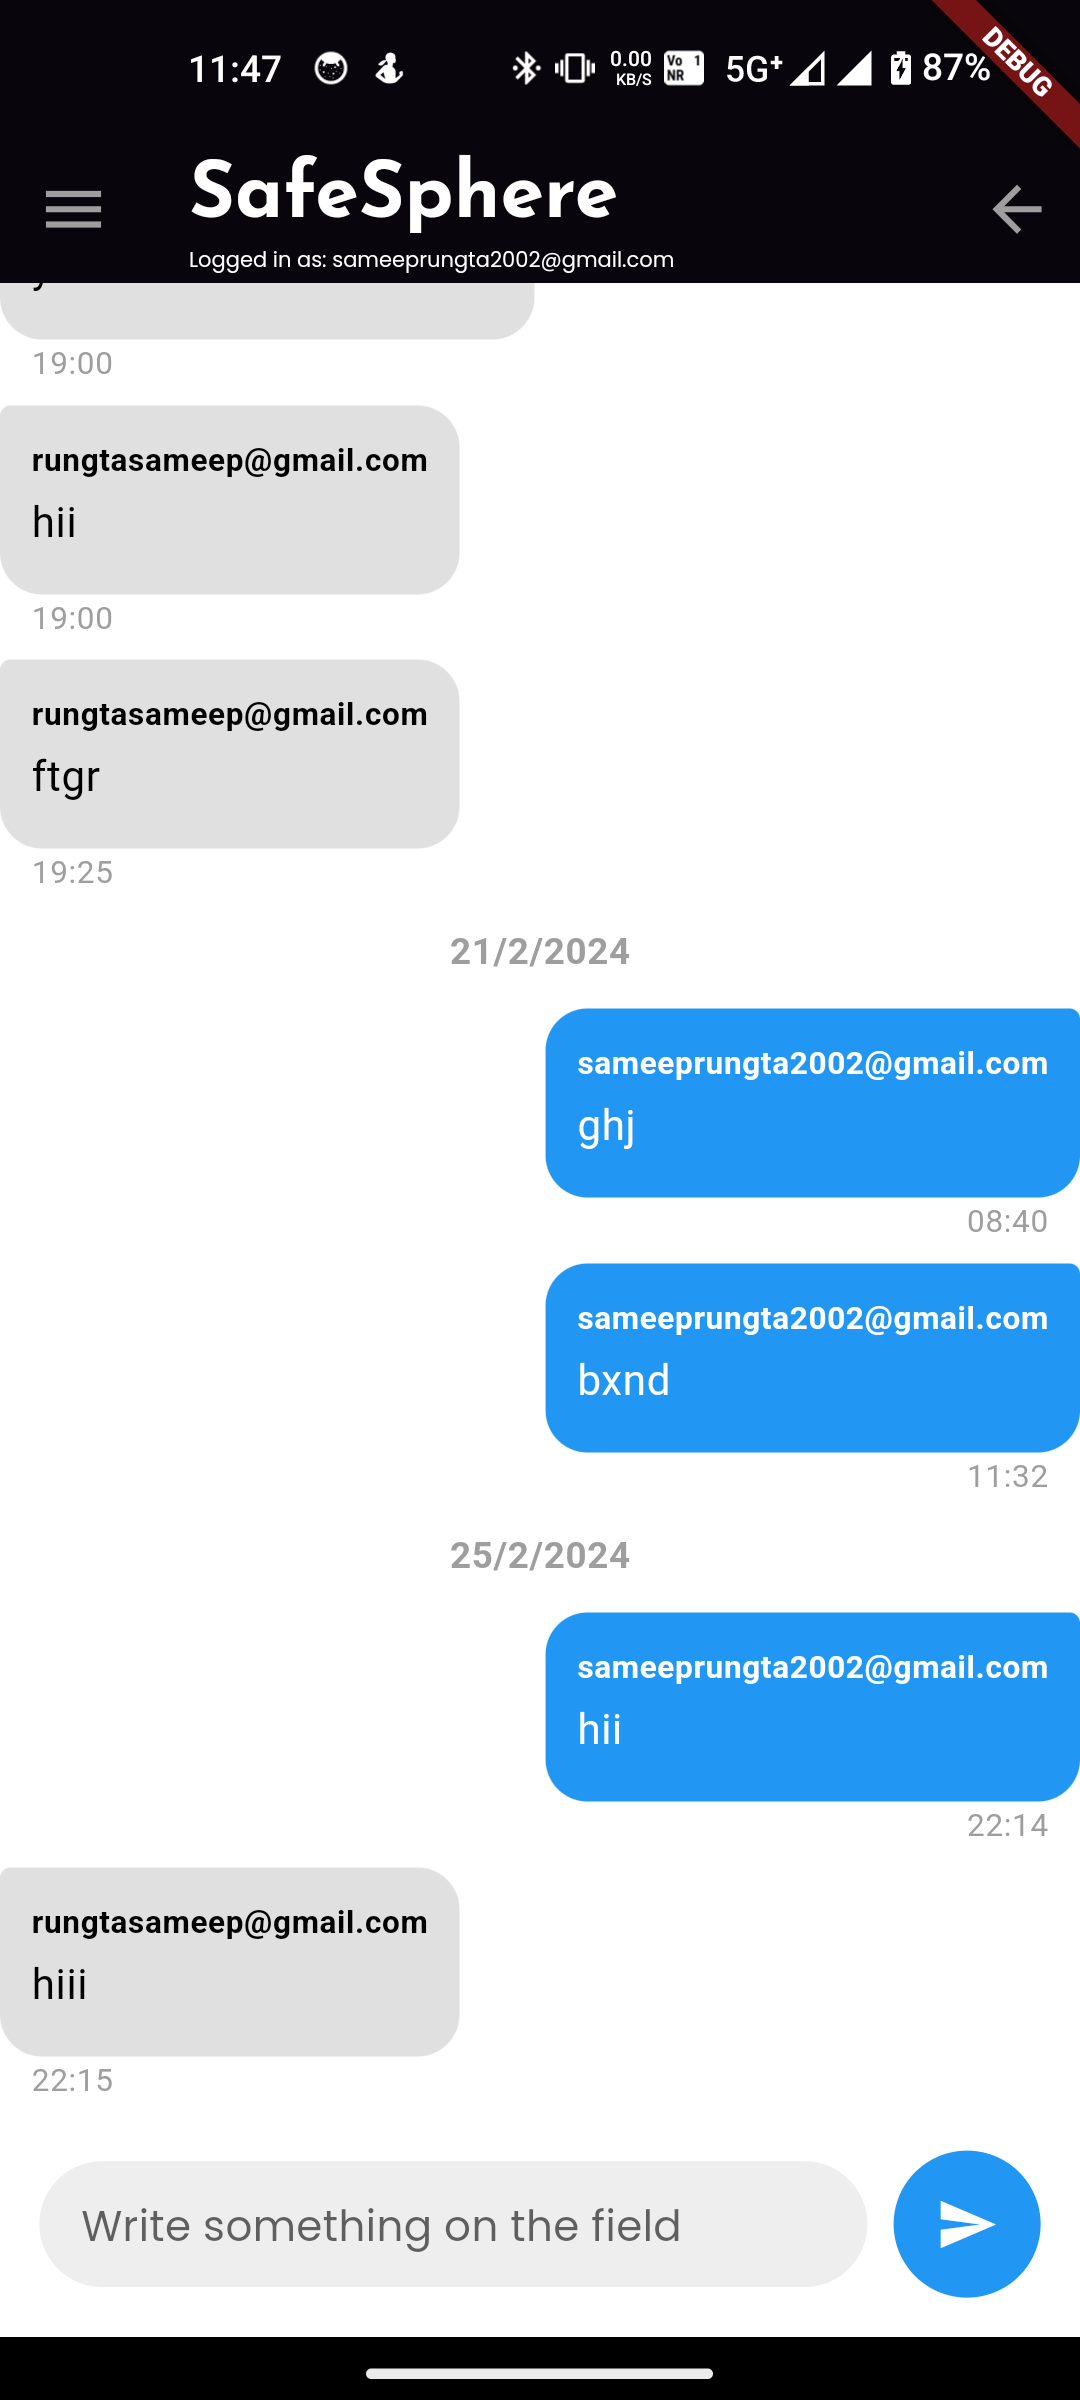 11:47 0.00 KB/S Vo NR 1 5G+ 87%
DEBUG
SafeSphere
Logged in as: sameeprungta2002@gmail.com
19:00
rungtasameep@gmail.com
hii
19:00
rungtasameep@gmail.com
ftgr
19:25
21/2/2024
sameeprungta2002@gmail.com
ghj
08:40
sameeprungta2002@gmail.com
bxnd
11:32
25/2/2024
sameeprungta2002@gmail.com
hii
22:14
rungtasameep@gmail.com
hiii
22:15
Write something on the field